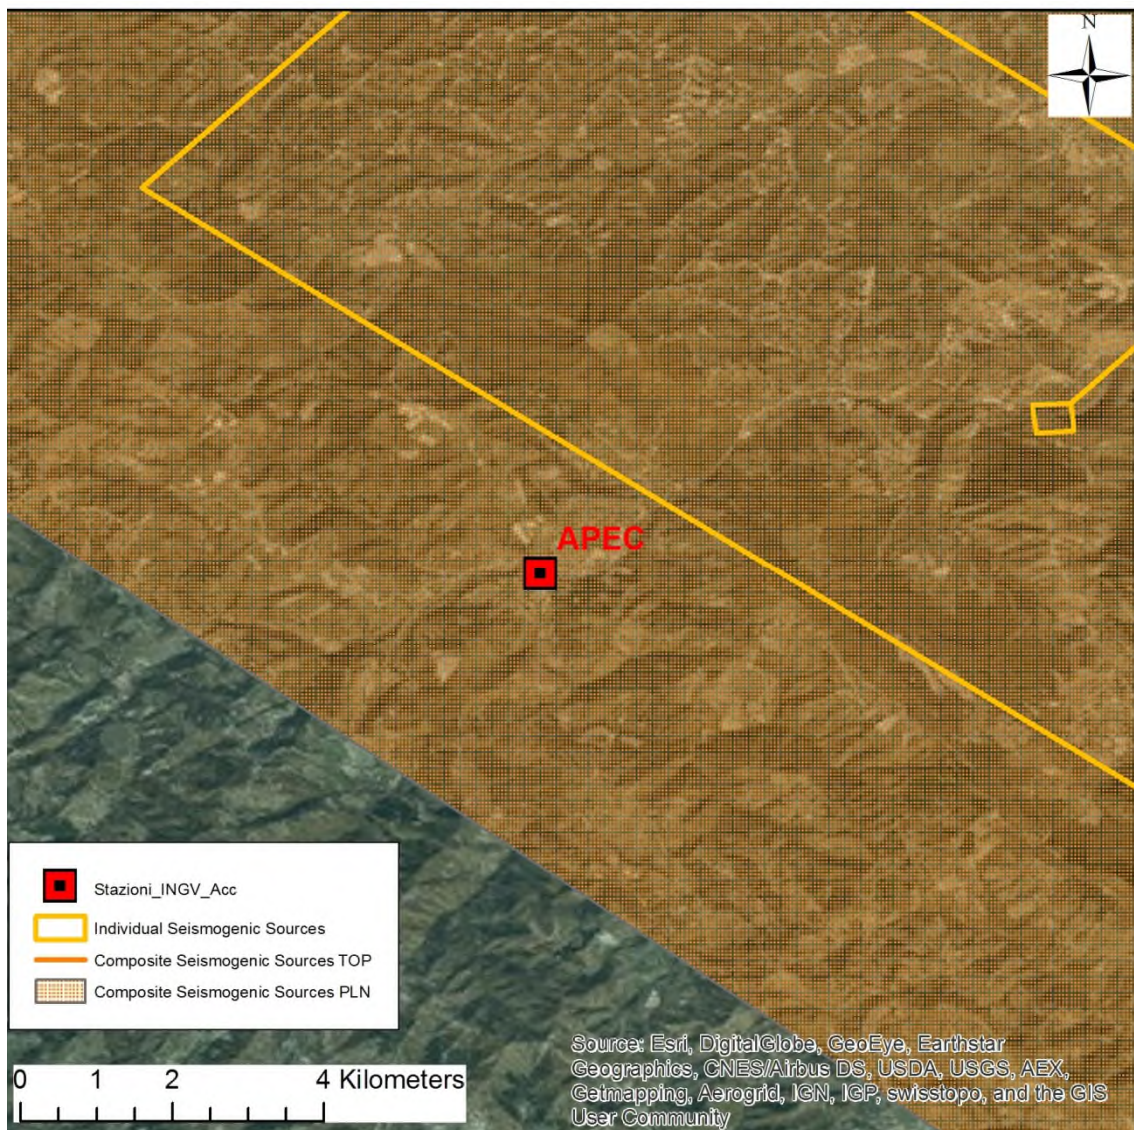 N
APEC
Stazioni_INGV_Acc
Individual Seismogenic Sources
Composite Seismogenic Sources TOP
Composite Seismogenic Sources PLN
0 1 2 4 Kilometers
Source: Esri, DigitalGlobe, GeoEye, Earthstar
Geographics, CNES/Airbus DS, USDA, USGS, AEX,
Getmapping, Aerogrid, IGN, IGP, swisstopo, and the GIS
User Community